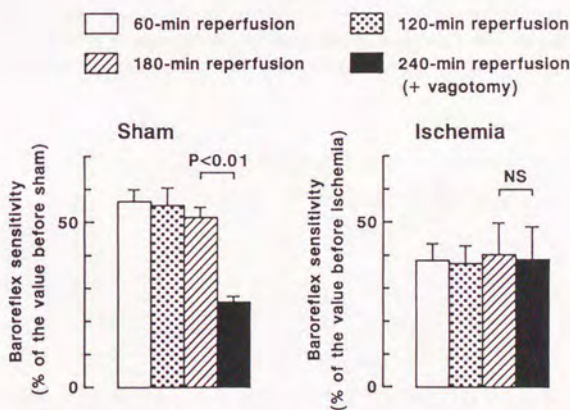 60-min reperfusion
120-min reperfusion
180-min reperfusion
240-min reperfusion
(+ vagotomy)
Sham
Baroreflex sensitivity
(% of the value before sham)
50
0
P<0.01
Ischemia
Baroreflex sensitivity
(% of the value before Ischemia)
50
0
NS